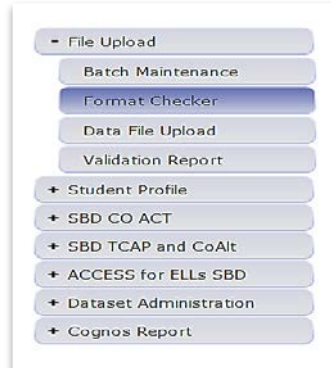 - File Upload
Batch Maintenance
Format Checker
Data File Upload
Validation Report
+ Student Profile
+ SBD CO ACT
+ SBD TCAP and CoAlt
+ ACCESS for ELLs SBD
+ Dataset Administration
+ Cognos Report